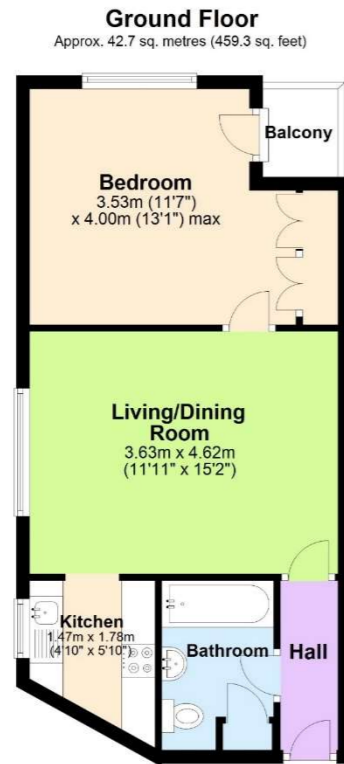 Ground Floor
Approx. 42.7 sq. metres (459.3 sq. feet)
Balcony
Bedroom
3.53m (11'7")
x 4.00m (13'1") max
Living/Dining
Room
3.63m x 4.62m
(11'11" x 15'2")
Kitchen
1.47m x 1.78m
(4'10" x 5'10")
Bathroom
Hall